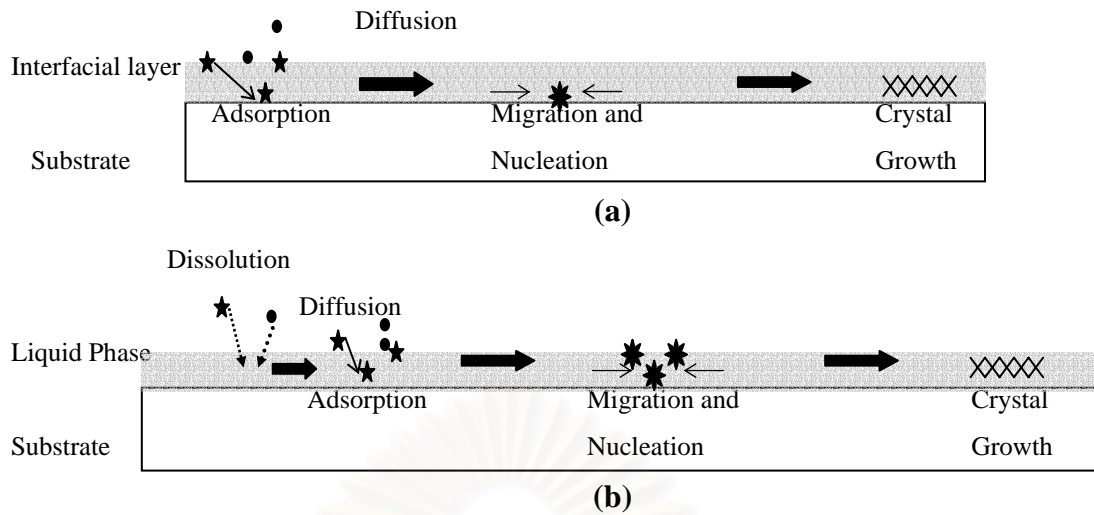 Diffusion
Interfacial layer
Adsorption
Migration and
Crystal
Substrate
Nucleation
Growth
(a)
Dissolution
Diffusion
Liquid Phase
Adsorption
Migration and
Crystal
Substrate
Nucleation
Growth
(b)